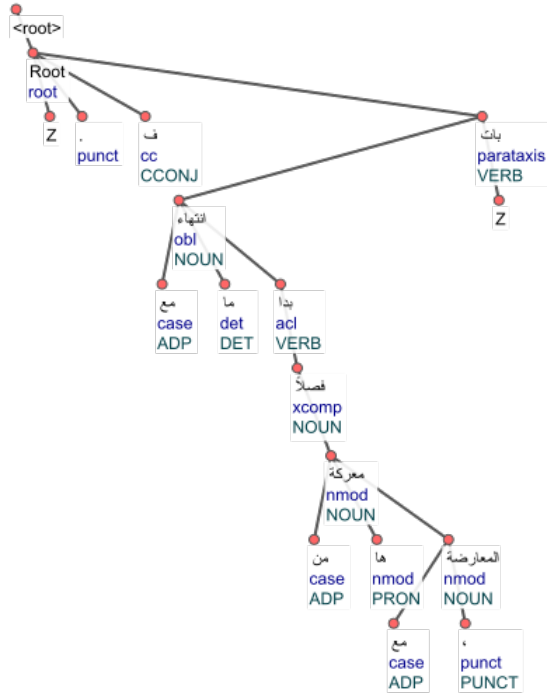 <root>
Root
root
Z
.
punct
ف
cc
CCONJ
بات
parataxis
VERB
Z
انتهاء
obl
NOUN
مع
case
ADP
ما
det
DET
بدا
acl
VERB
فصلاً
xcomp
NOUN
معركة
nmod
NOUN
من
case
ADP
ها
nmod
PRON
المعارضة
nmod
NOUN
مع
case
ADP
،
punct
PUNCT